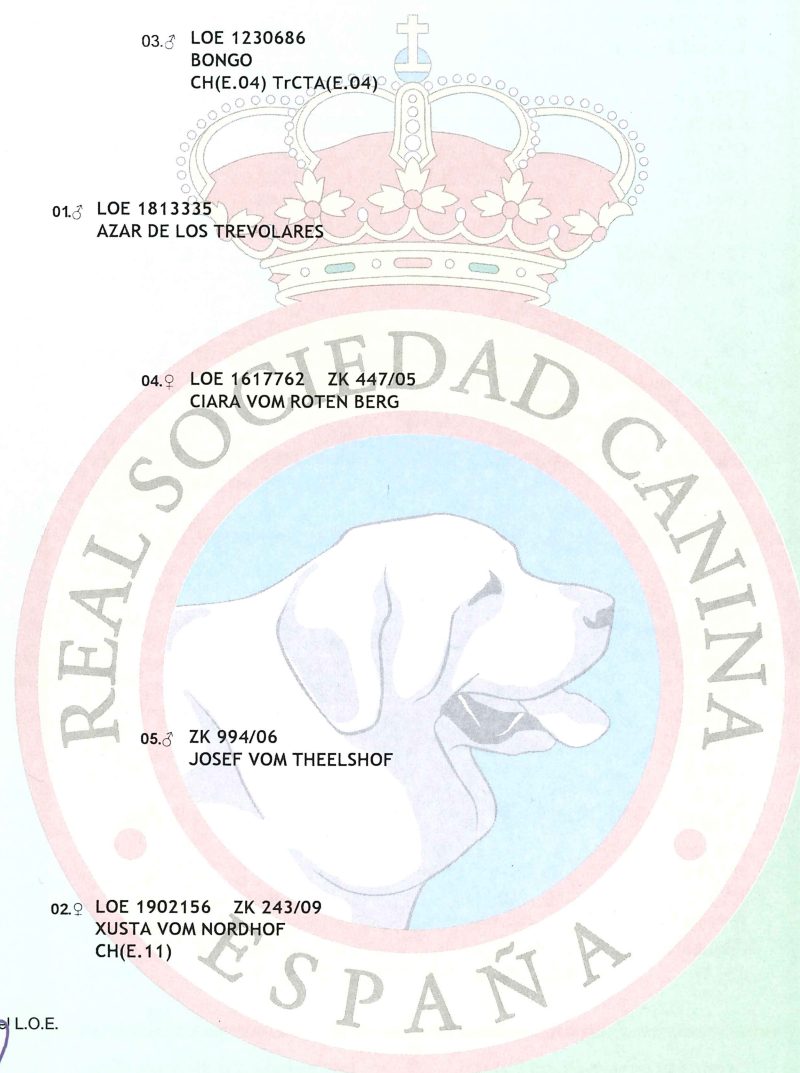 03.♂ LOE 1230686
BONGO
CH(E.04) TrCTA(E.04)
01.♂ LOE 1813335
AZAR DE LOS TREVOLARES
04.♀ LOE 1617762 ZK 447/05
CIARA VOM ROTEN BERG
REAL SOCIEDAD CANINA
05.♂ ZK 994/06
JOSEF VOM THEELSHOF
02.♀ LOE 1902156 ZK 243/09
XUSTA VOM NORDHOF
CH(E.11)
ESPAÑA
el L.O.E.